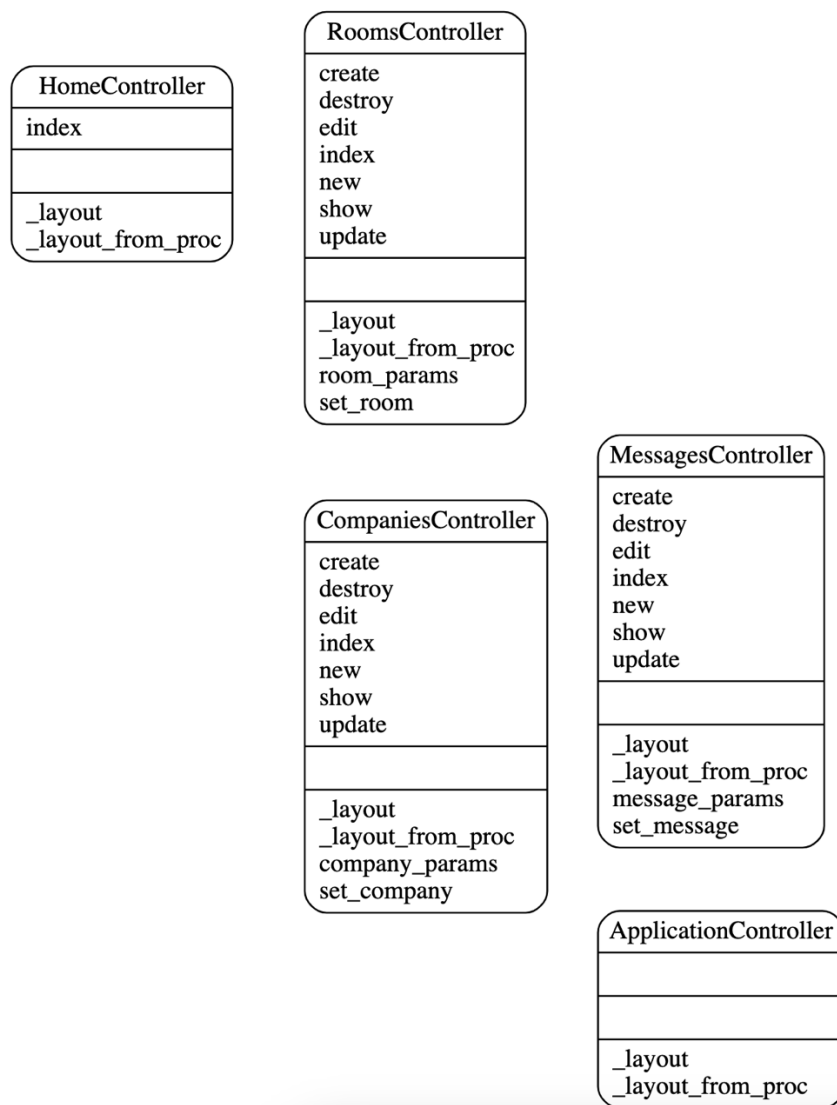 HomeController
index
_layout
_layout_from_proc
RoomsController
create
destroy
edit
index
new
show
update
_layout
_layout_from_proc
room_params
set_room
CompaniesController
create
destroy
edit
index
new
show
update
_layout
_layout_from_proc
company_params
set_company
MessagesController
create
destroy
edit
index
new
show
update
_layout
_layout_from_proc
message_params
set_message
ApplicationController
_layout
_layout_from_proc